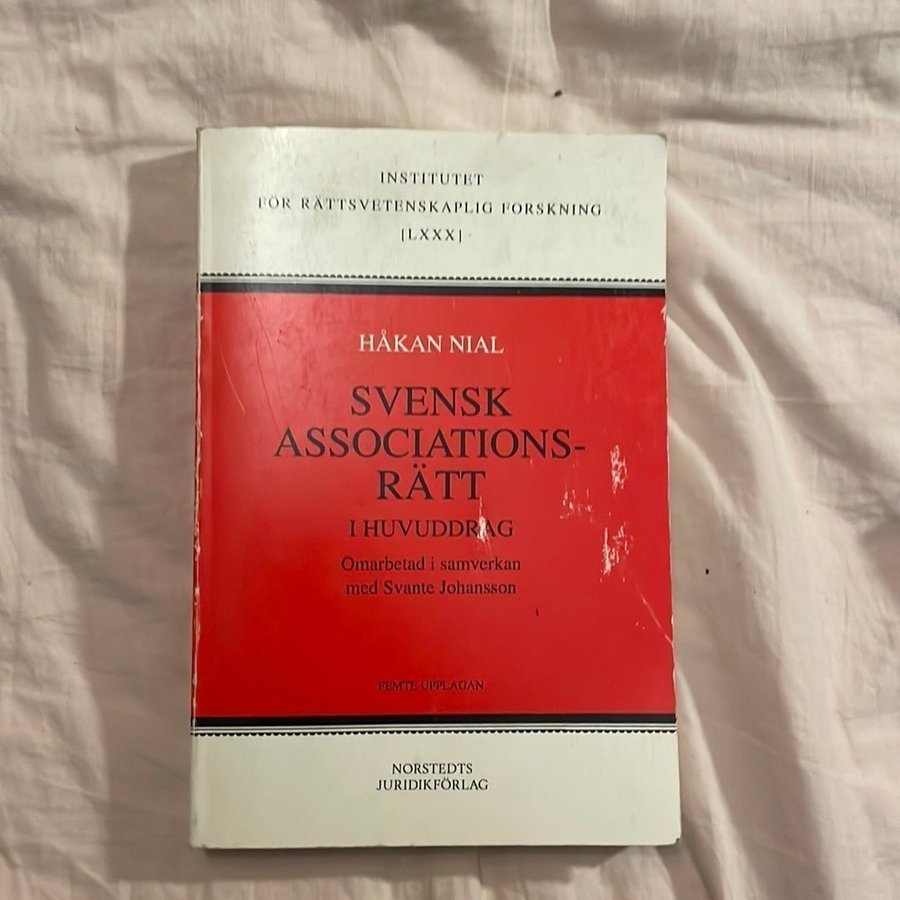 INSTITUTET
FÖR RÄTTSVETENSKAPLIG FORSKNING
[LXXX]
HÅKAN NIAL
SVENSK
ASSOCIATIONS-
RÄTT
I HUVUDDRAG
Omarbetad i samverkan
med Svante Johansson
FEMTE UPPLAGAN
NORSTEDTS
JURIDIKFÖRLAG